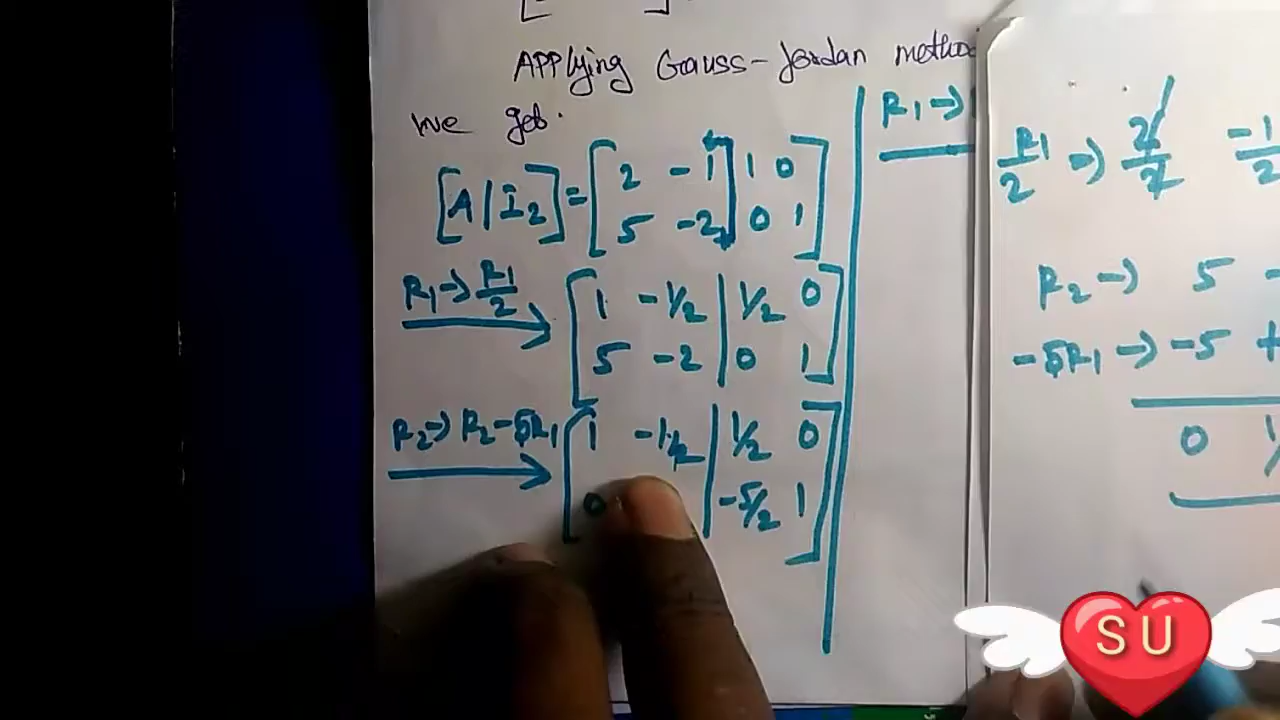 Applying Gauss-Jordan
we get.
[A|I2] = [2 -1 | 1 0
5 -2 | 0 1]
R1→R1/2 [1 -1/2 | 1/2 0
5 -2 | 0 1]
R2→R2-5R1 [1 -1/2 | 1/2 0
0 | -5/2 1]
R1→
R1/2 ⇒ 2/2 -1/2
R2→ 5 -
-5R1→ -5 +
0
S U